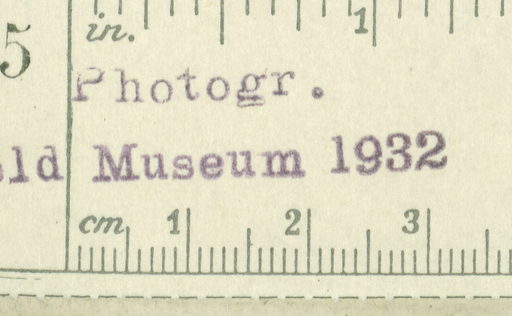 in. 1
5
Photogr.
ld Museum 1932
cm 1 2 3